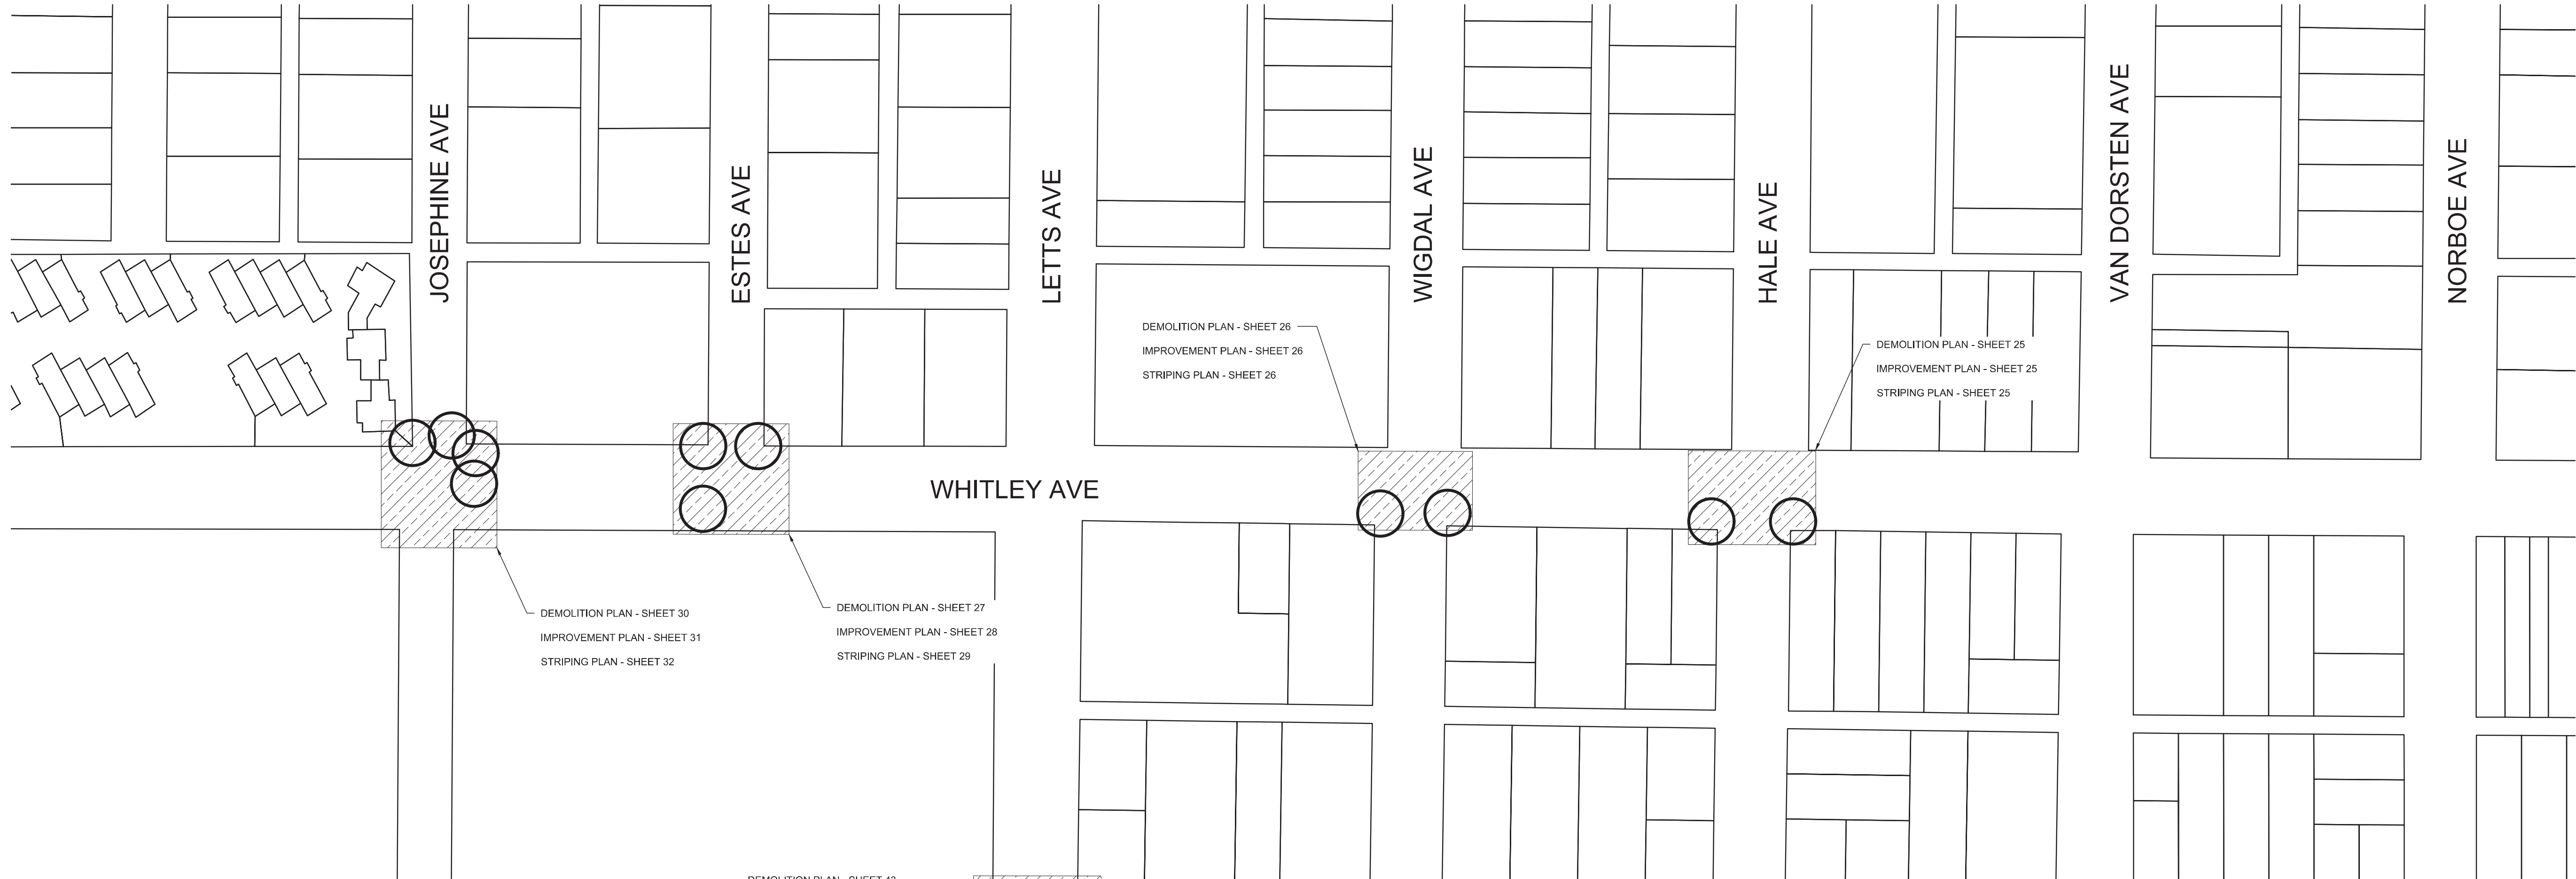 JOSEPHINE AVE
ESTES AVE
LETTS AVE
WIGDAL AVE
HALE AVE
VAN DORSTEN AVE
NORBOE AVE
DEMOLITION PLAN - SHEET 26
IMPROVEMENT PLAN - SHEET 26
STRIPING PLAN - SHEET 26
DEMOLITION PLAN - SHEET 25
IMPROVEMENT PLAN - SHEET 25
STRIPING PLAN - SHEET 25
WHITLEY AVE
DEMOLITION PLAN - SHEET 30
IMPROVEMENT PLAN - SHEET 31
STRIPING PLAN - SHEET 32
DEMOLITION PLAN - SHEET 27
IMPROVEMENT PLAN - SHEET 28
STRIPING PLAN - SHEET 29
DEMOLITION PLAN - SHEET